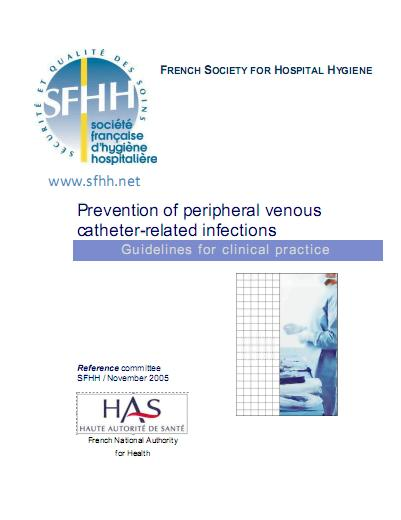 SÉCURITÉ ET QUALITÉ DES SOINS
SFHH
société
française
d'hygiène
hospitalière
FRENCH SOCIETY FOR HOSPITAL HYGIENE
www.sfhh.net
Prevention of peripheral venous
catheter-related infections
Guidelines for clinical practice
Reference committee
SFHH / November 2005
HAS
HAUTE AUTORITÉ DE SANTÉ
French National Authority
for Health